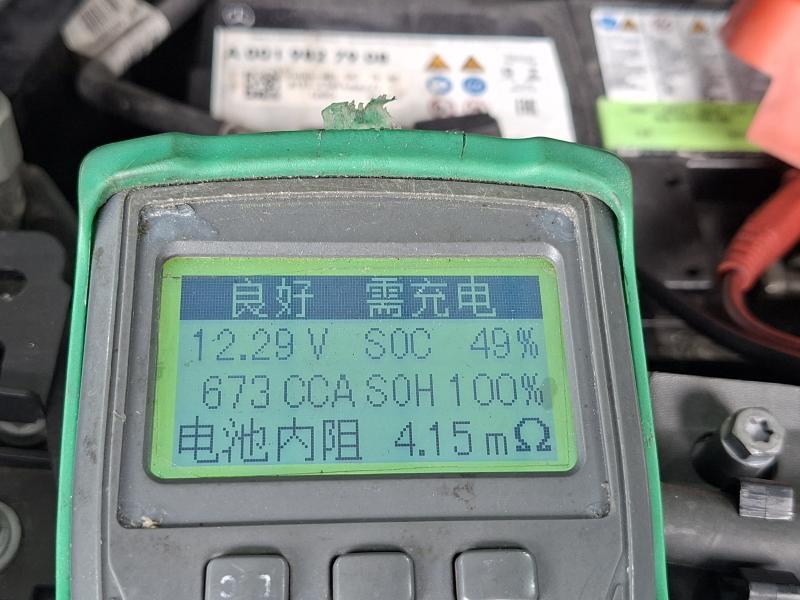 A 001 982 79 08
良好 需充电
12.29 V SOC 49%
673 CCA SOH 100%
电池内阻 4.15 mΩ